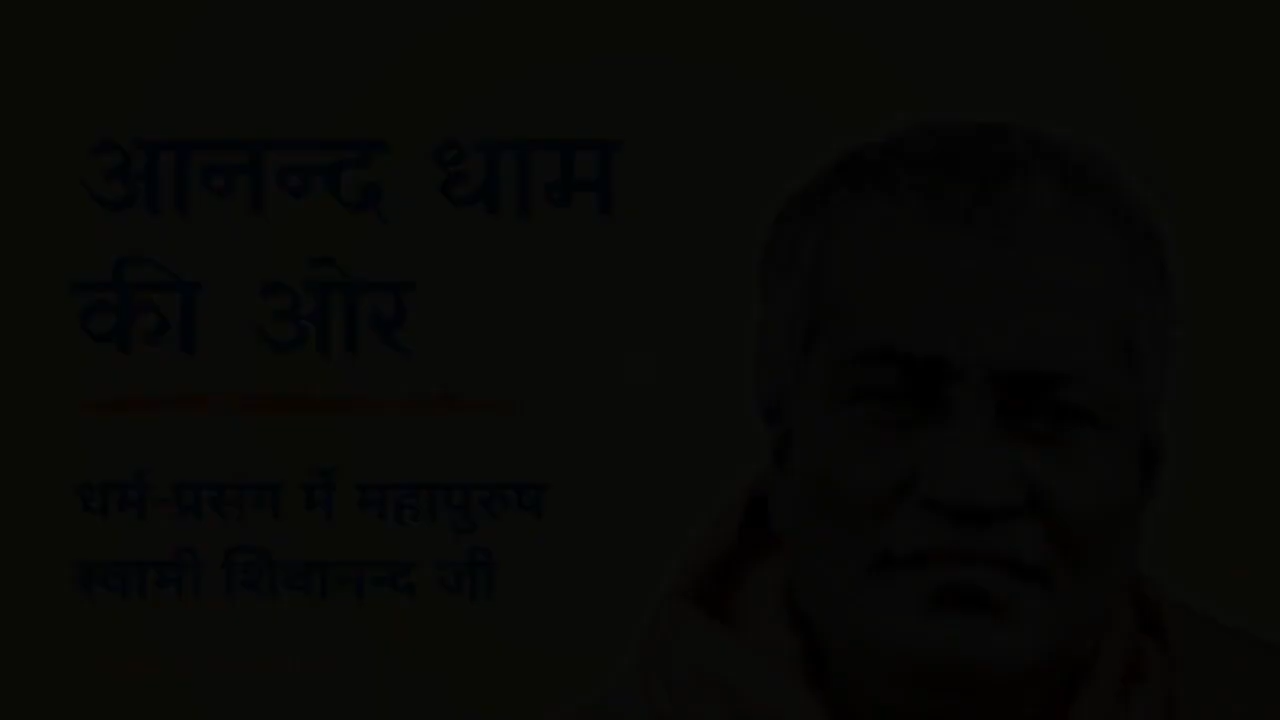 आनन्द धाम
की ओर
धर्म-प्रसंग में महापुरुष
स्वामी शिवानन्द जी